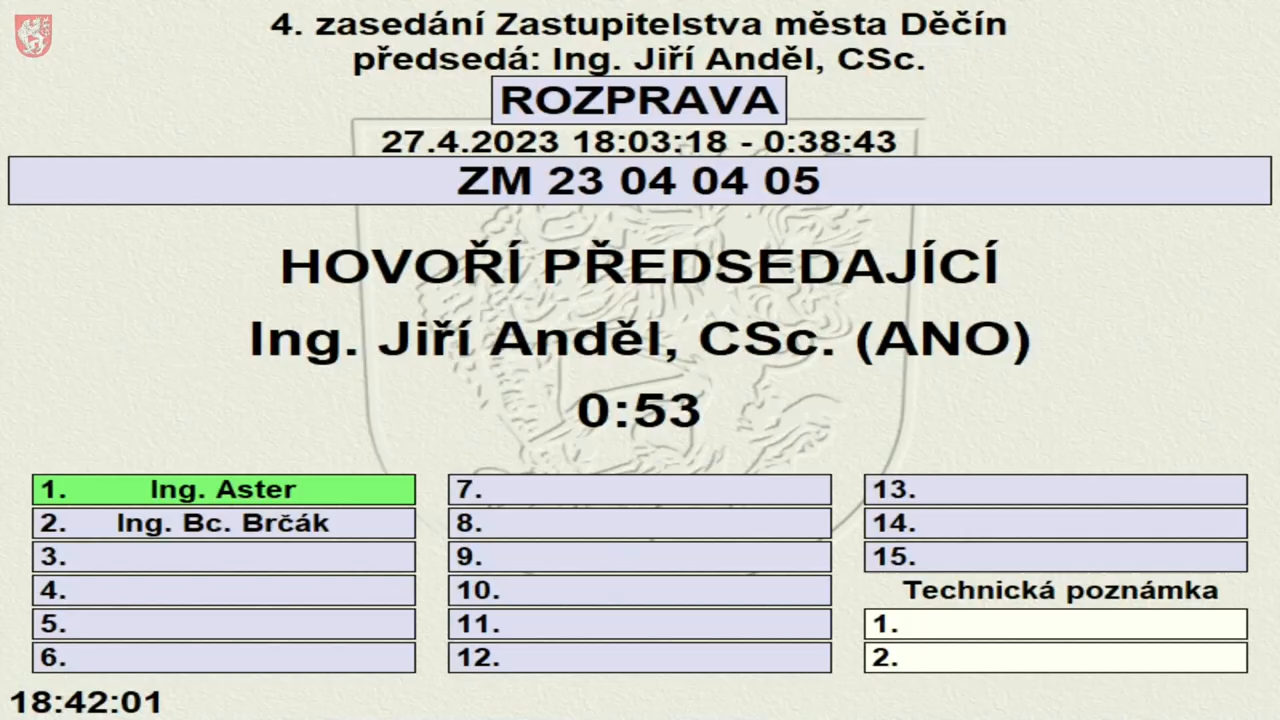 4. zasedání Zastupitelstva města Děčín
předsedá: Ing. Jiří Anděl, CSc.
ROZPRAVA
27.4.2023 18:03:18 - 0:38:43
ZM 23 04 04 05
HOVOŘÍ PŘEDSEDAJÍCÍ
Ing. Jiří Anděl, CSc. (ANO)
0:53
1. Ing. Aster
2. Ing. Bc. Brčák
3.
4.
5.
6.
7.
8.
9.
10.
11.
12.
13.
14.
15.
Technická poznámka
1.
2.
18:42:01